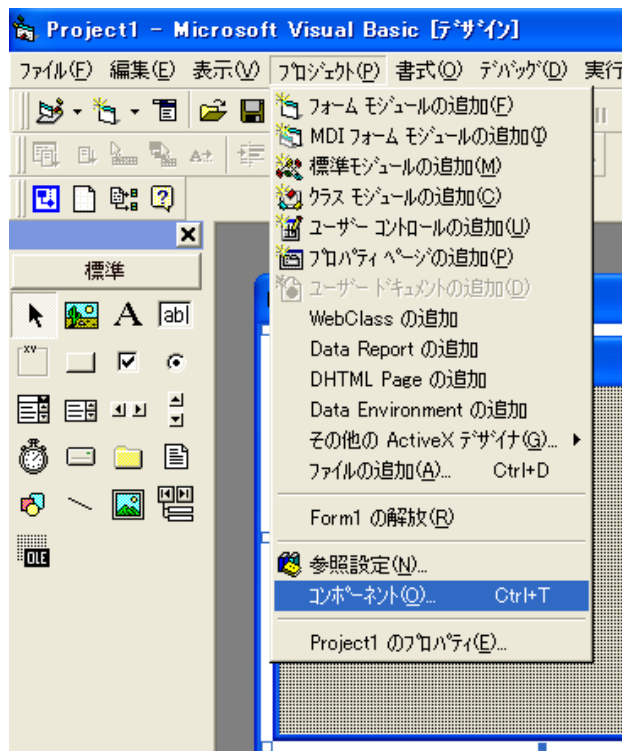 Project1 - Microsoft Visual Basic [ﾃﾞｻﾞｲﾝ]
ﾌｧｲﾙ(F) 編集(E) 表示(V) ﾌﾟﾛｼﾞｪｸﾄ(P) 書式(O) ﾃﾞﾊﾞｯｸﾞ(D) 実行
ﾌｫｰﾑ ﾓｼﾞｭｰﾙの追加(F)
MDI ﾌｫｰﾑ ﾓｼﾞｭｰﾙの追加(I)
標準ﾓｼﾞｭｰﾙの追加(M)
ｸﾗｽ ﾓｼﾞｭｰﾙの追加(C)
ﾕｰｻﾞｰ ｺﾝﾄﾛｰﾙの追加(U)
ﾌﾟﾛﾊﾟﾃｨ ﾍﾟｰｼﾞの追加(P)
ﾕｰｻﾞｰ ﾄﾞｷｭﾒﾝﾄの追加(D)
WebClass の追加
Data Report の追加
DHTML Page の追加
Data Environment の追加
その他の ActiveX ﾃﾞｻﾞｲﾅ(G)...
ﾌｧｲﾙの追加(A)... Ctrl+D
Form1 の解放(R)
参照設定(N)...
ｺﾝﾎﾟｰﾈﾝﾄ(O)... Ctrl+T
Project1 のﾌﾟﾛﾊﾟﾃｨ(E)...
標準
A
ab
xv
OLE